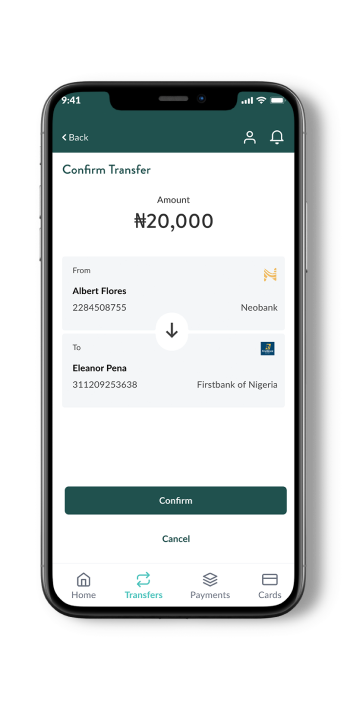 9:41
Back
Confirm Transfer
Amount
₦20,000
From
Albert Flores
2284508755 Neobank
To
Eleanor Pena
311209253638 Firstbank of Nigeria
Confirm
Cancel
Home Transfers Payments Cards